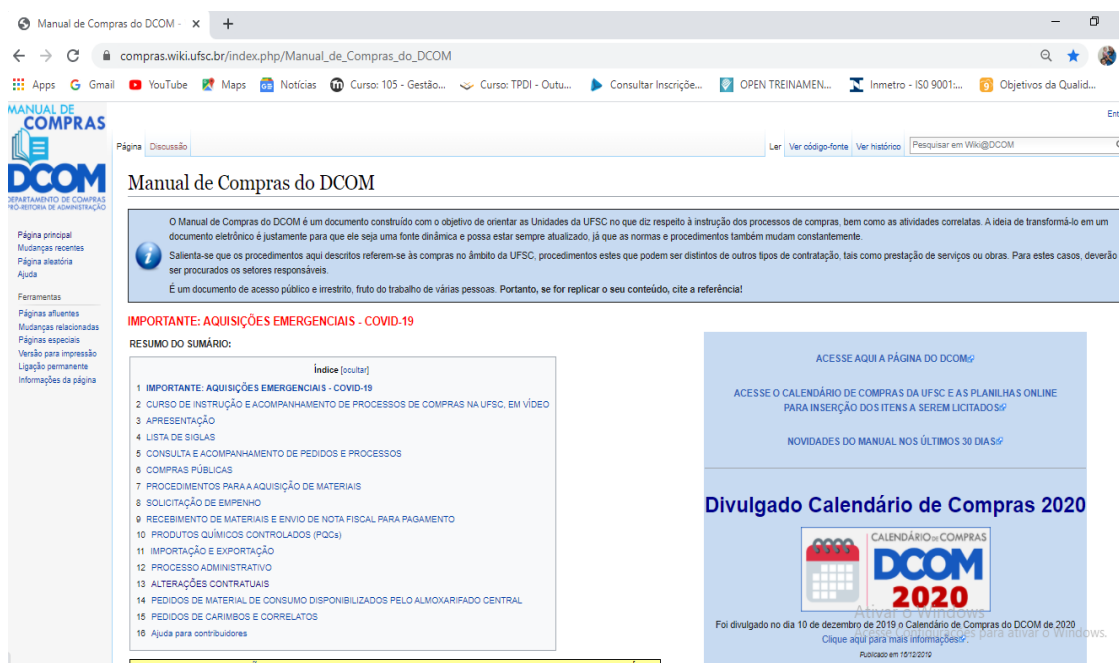 Manual de Compras do DCOM -
compras.wiki.ufsc.br/index.php/Manual_de_Compras_do_DCOM
Apps Gmail YouTube Maps Notícias Curso: 105 - Gestão... Curso: TPDI - Outu... Consultar Inscriçõe... OPEN TREINAMEN... Inmetro - IS0 9001:... Objetivos da Qualid...
MANUAL DE
COMPRAS
DCOM
DEPARTAMENTO DE COMPRAS
PRÓ-REITORIA DE ADMINISTRAÇÃO
Página principal
Mudanças recentes
Página aleatória
Ajuda
Ferramentas
Páginas afluentes
Mudanças relacionadas
Páginas especiais
Versão para impressão
Ligação permanente
Informações da página
Ent
Página Discussão Ler Ver código-fonte Ver histórico Pesquisar em Wiki@DCOM
Manual de Compras do DCOM
O Manual de Compras do DCOM é um documento construído com o objetivo de orientar as Unidades da UFSC no que diz respeito à instrução dos processos de compras, bem como as atividades correlatas. A ideia de transformá-lo em um
documento eletrônico é justamente para que ele seja uma fonte dinâmica e possa estar sempre atualizado, já que as normas e procedimentos também mudam constantemente.
Salienta-se que os procedimentos aqui descritos referem-se às compras no âmbito da UFSC, procedimentos estes que podem ser distintos de outros tipos de contratação, tais como prestação de serviços ou obras. Para estes casos, deverão
ser procurados os setores responsáveis.
É um documento de acesso público e irrestrito, fruto do trabalho de várias pessoas. Portanto, se for replicar o seu conteúdo, cite a referência!
IMPORTANTE: AQUISIÇÕES EMERGENCIAIS - COVID-19
RESUMO DO SUMÁRIO:
Índice [ocultar]
1 IMPORTANTE: AQUISIÇÕES EMERGENCIAIS - COVID-19
2 CURSO DE INSTRUÇÃO E ACOMPANHAMENTO DE PROCESSOS DE COMPRAS NA UFSC, EM VÍDEO
3 APRESENTAÇÃO
4 LISTA DE SIGLAS
5 CONSULTA E ACOMPANHAMENTO DE PEDIDOS E PROCESSOS
6 COMPRAS PÚBLICAS
7 PROCEDIMENTOS PARA A AQUISIÇÃO DE MATERIAIS
8 SOLICITAÇÃO DE EMPENHO
9 RECEBIMENTO DE MATERIAIS E ENVIO DE NOTA FISCAL PARA PAGAMENTO
10 PRODUTOS QUÍMICOS CONTROLADOS (PQCs)
11 IMPORTAÇÃO E EXPORTAÇÃO
12 PROCESSO ADMINISTRATIVO
13 ALTERAÇÕES CONTRATUAIS
14 PEDIDOS DE MATERIAL DE CONSUMO DISPONIBILIZADOS PELO ALMOXARIFADO CENTRAL
15 PEDIDOS DE CARIMBOS E CORRELATOS
16 Ajuda para contribuidores
ACESSE AQUI A PÁGINA DO DCOM
ACESSE O CALENDÁRIO DE COMPRAS DA UFSC E AS PLANILHAS ONLINE
PARA INSERÇÃO DOS ITENS A SEREM LICITADOS
NOVIDADES DO MANUAL NOS ÚLTIMOS 30 DIAS
Divulgado Calendário de Compras 2020
CALENDÁRIO DE COMPRAS
DCOM
2020
Ativar o Windows
Foi divulgado no dia 10 de dezembro de 2019 o Calendário de Compras do DCOM de 2020
Acesse Configurações para ativar o Windows.
Clique aqui para mais informações.
Publicado em 15/12/2019